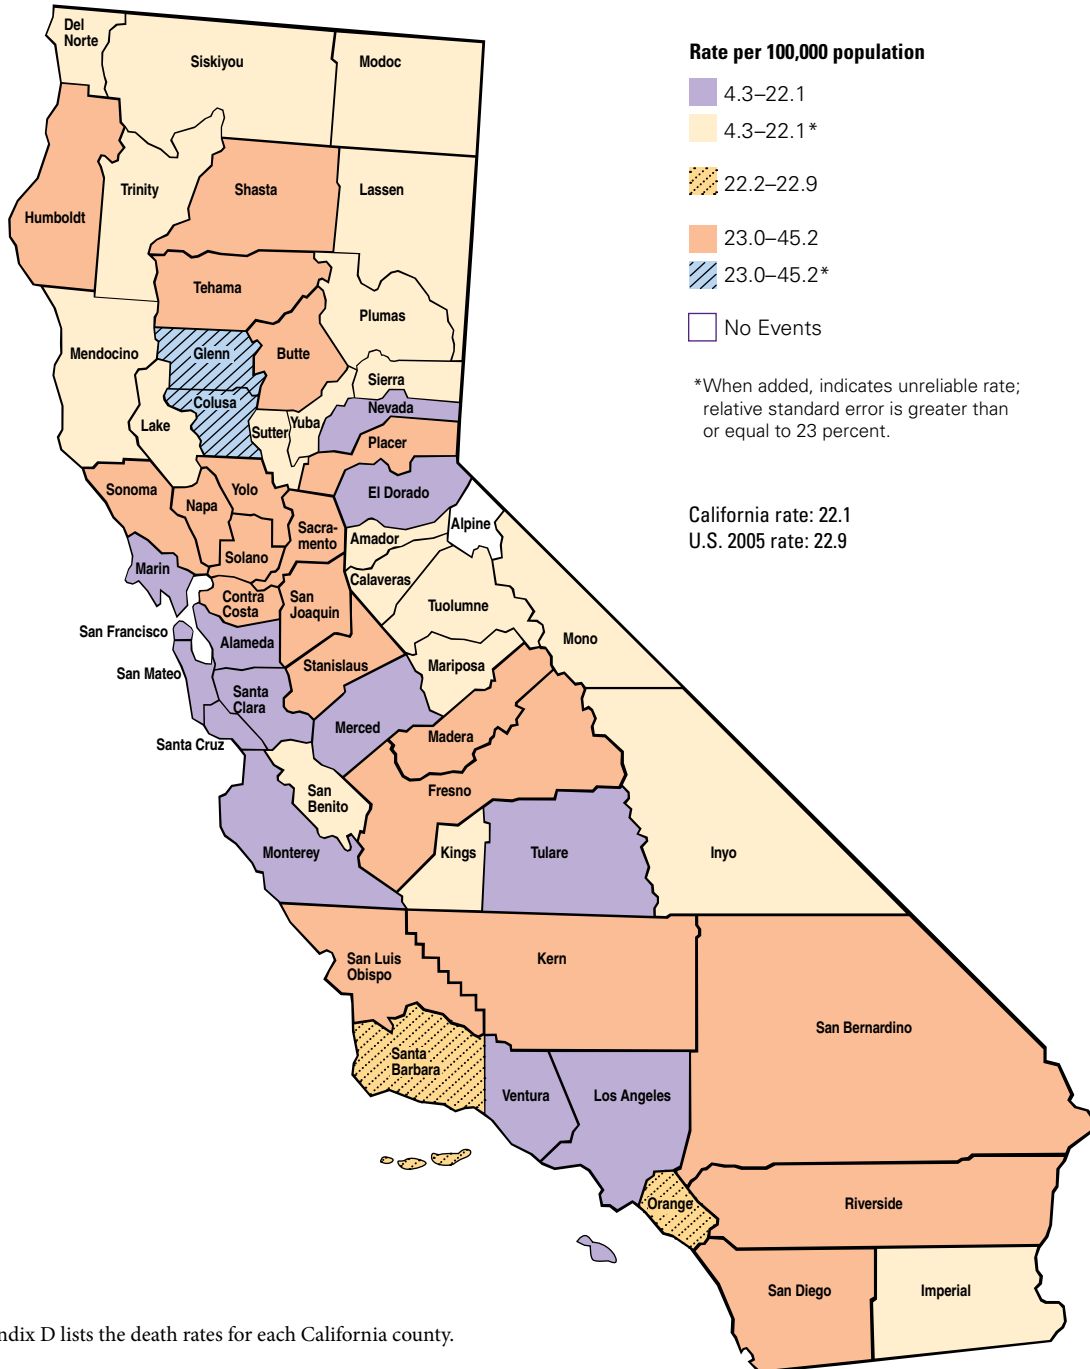 Del
Norte
Siskiyou
Modoc
Rate per 100,000 population
4.3–22.1
4.3–22.1*
22.2–22.9
23.0–45.2
23.0–45.2*
No Events
*When added, indicates unreliable rate;
relative standard error is greater than
or equal to 23 percent.
California rate: 22.1
U.S. 2005 rate: 22.9
Humboldt
Trinity
Shasta
Lassen
Tehama
Plumas
Mendocino
Glenn
Butte
Sierra
Colusa
Nevada
Lake
Sutter
Yuba
Placer
Sonoma
Napa
Yolo
El Dorado
Sacra-
mento
Alpine
Amador
Solano
Marin
Calaveras
Contra
Costa
San
Joaquin
Tuolumne
Mono
San Francisco
Alameda
San Mateo
Stanislaus
Mariposa
Santa
Clara
Santa Cruz
Merced
Madera
San
Benito
Fresno
Monterey
Kings
Tulare
Inyo
San Luis
Obispo
Kern
San Bernardino
Santa
Barbara
Ventura
Los Angeles
Orange
Riverside
San Diego
Imperial
ndix D lists the death rates for each California county.